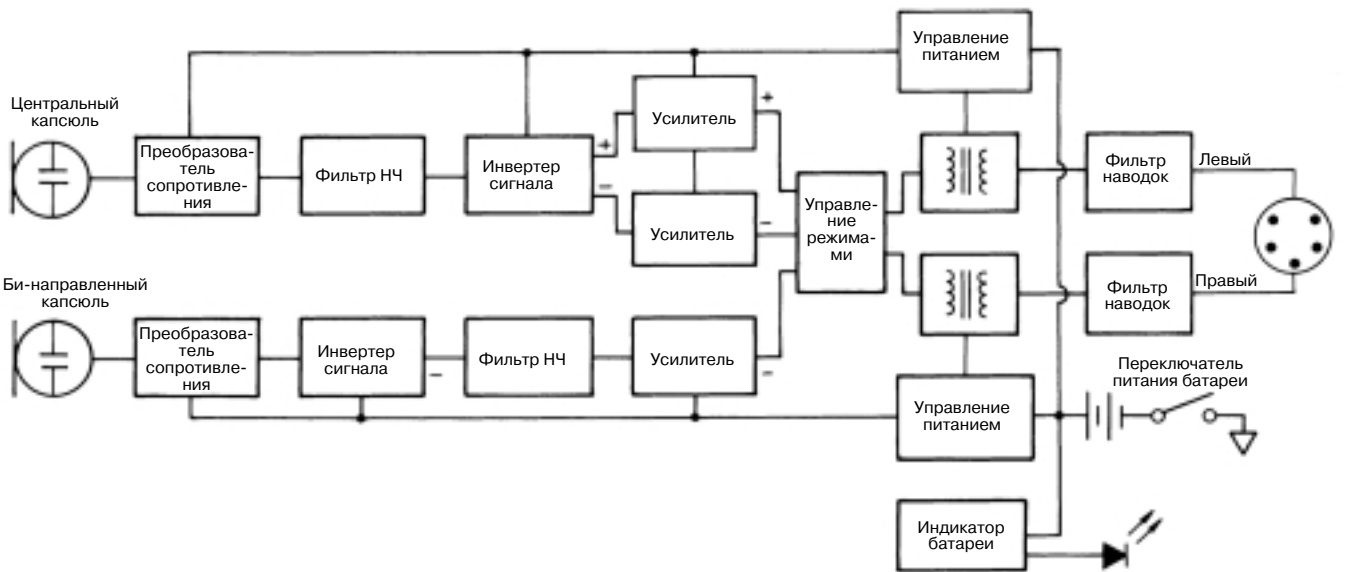 Управление
питанием
Центральный
капсюль
Преобразова-
тель
сопротивле-
ния
Фильтр НЧ
Инвертер
сигнала
+
−
Усилитель
+
Усилитель
−
Управле-
ние
режима-
ми
Фильтр
наводок
Левый
Би-направленный
капсюль
Преобразова-
тель
сопротивле-
ния
Инвертер
сигнала
−
Фильтр НЧ
Усилитель
−
Фильтр
наводок
Правый
Управление
питанием
Переключатель
питания батареи
Индикатор
батареи